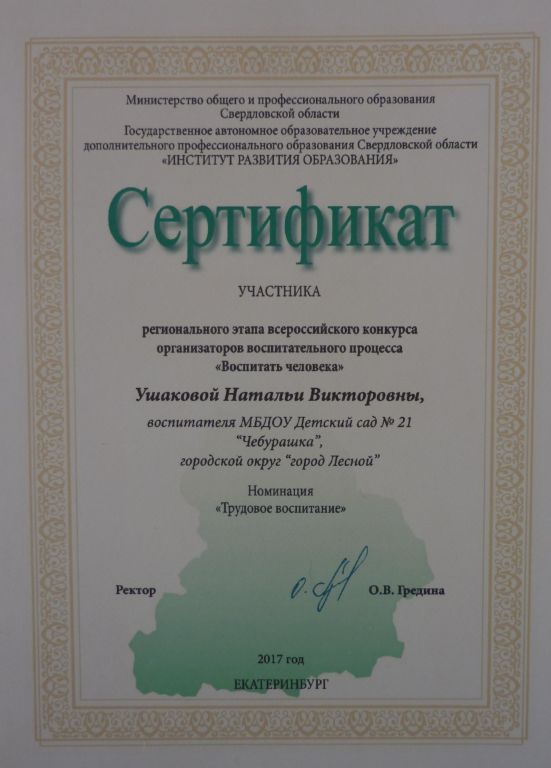 Министерство общего и профессионального образования
Свердловской области
Государственное автономное образовательное учреждение
дополнительного профессионального образования Свердловской области
«ИНСТИТУТ РАЗВИТИЯ ОБРАЗОВАНИЯ»
Сертификат
УЧАСТНИКА
регионального этапа всероссийского конкурса
организаторов воспитательного процесса
«Воспитать человека»
Ушаковой Натальи Викторовны,
воспитателя МБДОУ Детский сад № 21
“Чебурашка”,
городской округ “город Лесной”
Номинация
«Трудовое воспитание»
Ректор О.В. Гредина
2017 год
ЕКАТЕРИНБУРГ